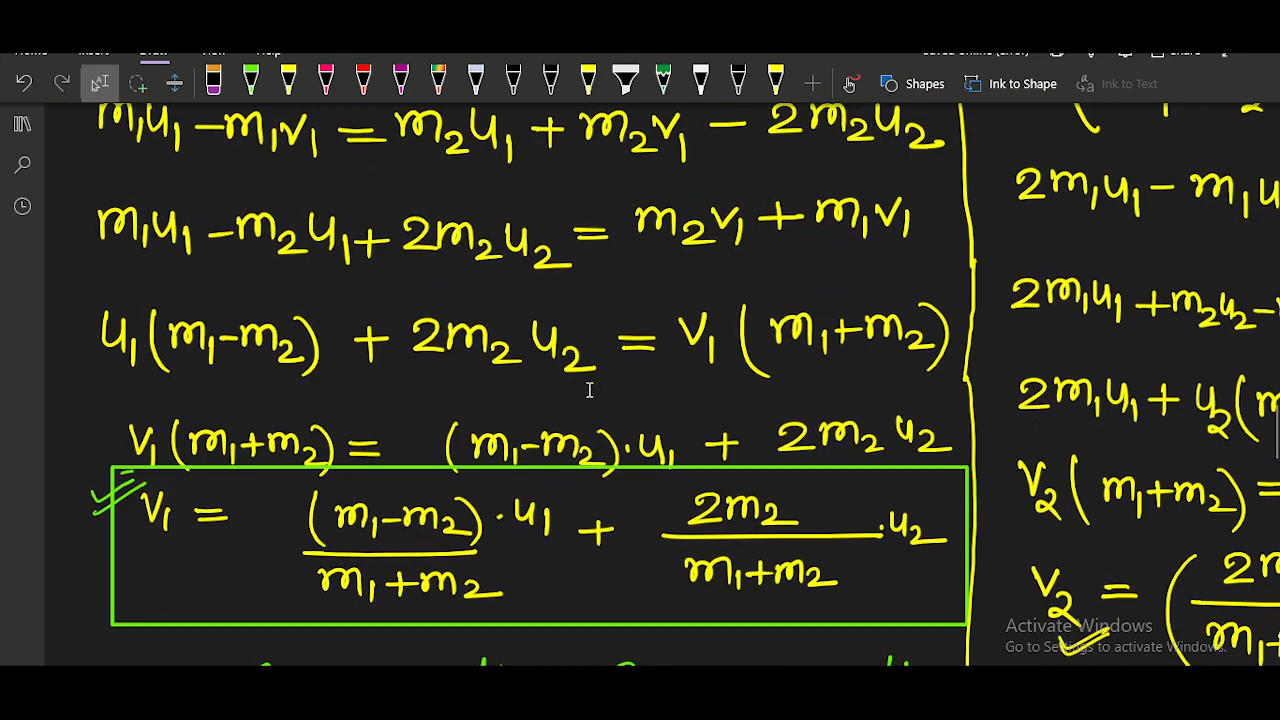 Draw
Shapes
Ink to Shape
Ink to Text
m₁u₁ - m₁v₁ = m₂u₁ + m₂v₁ - 2m₂u₂
m₁u₁ - m₂u₁ + 2m₂u₂ = m₂v₁ + m₁v₁
u₁(m₁-m₂) + 2m₂u₂ = v₁(m₁+m₂)
v₁(m₁+m₂) = (m₁-m₂)·u₁ + 2m₂u₂
v₁ = (m₁-m₂)/(m₁+m₂)·u₁ + 2m₂/(m₁+m₂)·u₂
2m₁u₁ - m₁u
2m₁u₁ + m₂u₂ -
2m₁u₁ + u₂(m
v₂(m₁+m₂) =
v₂ = (2m/m₁+
Activate Windows
Go to Settings to activate Windows.